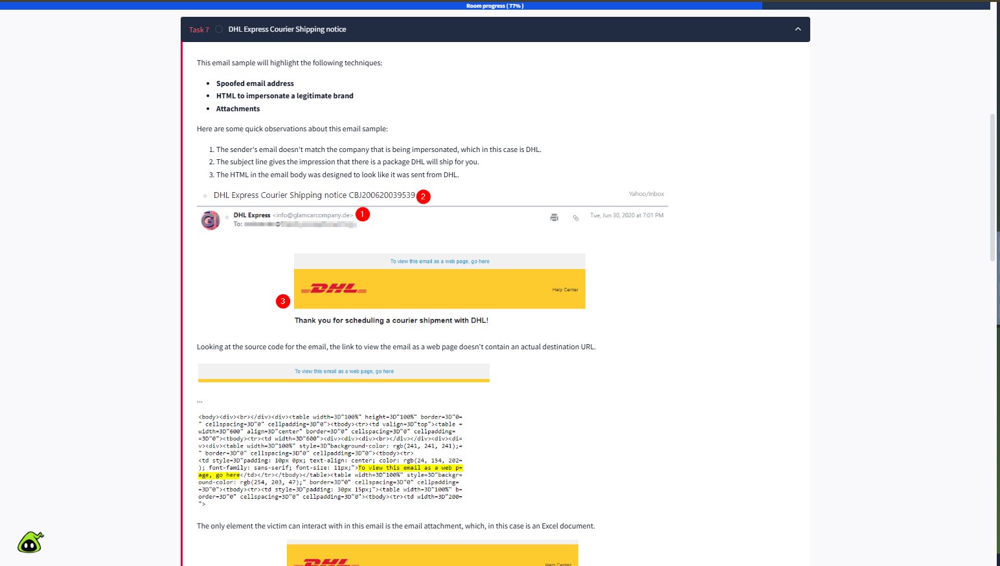 Room progress ( 77% )
Task 7 DHL Express Courier Shipping notice
This email sample will highlight the following techniques:
• Spoofed email address
• HTML to impersonate a legitimate brand
• Attachments
Here are some quick observations about this email sample:
1. The sender's email doesn't match the company that is being impersonated, which in this case is DHL.
2. The subject line gives the impression that there is a package DHL will ship for you.
3. The HTML in the email body was designed to look like it was sent from DHL.
DHL Express Courier Shipping notice CBJ200620039539 2 Yahoo/Inbox
DHL Express <info@glamcarcompany.de> 1 Tue, Jun 30, 2020 at 7:01 PM
To: @
To view this email as a web page, go here
DHL Help Center
3
Thank you for scheduling a courier shipment with DHL!
Looking at the source code for the email, the link to view the email as a web page doesn't contain an actual destination URL.
To view this email as a web page, go here
...
<body><div><br></div><div><table width=3D"100%" height=3D"100%" border=3D"0=
" cellspacing=3D"0" cellpadding=3D"0"><tbody><tr><td valign=3D"top"><table =
width=3D"600" align=3D"center" border=3D"0" cellspacing=3D"0" cellpadding=
=3D"0"><tbody><tr><td width=3D"600"><div><div><div><br></div></div><div><di=
v><div><table width=3D"100%" style=3D"background-color: rgb(241, 241, 241);=
" border=3D"0" cellspacing=3D"0" cellpadding=3D"0"><tbody><tr>
<td style=3D"padding: 10px 0px; text-align: center; color: rgb(24, 154, 202=
); font-family: sans-serif; font-size: 11px;">To view this email as a web p=
age, go here</td></tr></tbody></table><table width=3D"100%" style=3D"backgr=
ound-color: rgb(254, 203, 47);" border=3D"0" cellspacing=3D"0" cellpadding=
=3D"0"><tbody><tr><td style=3D"padding: 30px 15px;"><table width=3D"100%" b=
order=3D"0" cellspacing=3D"0" cellpadding=3D"0"><tbody><tr><td width=3D"200=
">
The only element the victim can interact with in this email is the email attachment, which, in this case is an Excel document.
DHL Help Center